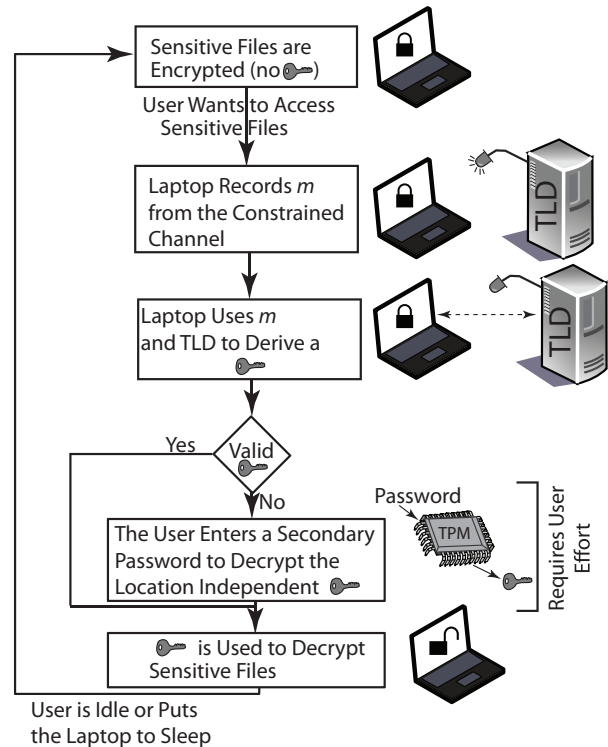 Sensitive Files are
Encrypted (no )
User Wants to Access
Sensitive Files
Laptop Records m
from the Constrained
Channel
TLD
Laptop Uses m
and TLD to Derive a
TLD
Yes
Valid
No
The User Enters a Secondary
Password to Decrypt the
Location Independent
Password
TPM
Requires User
Effort
is Used to Decrypt
Sensitive Files
User is Idle or Puts
the Laptop to Sleep